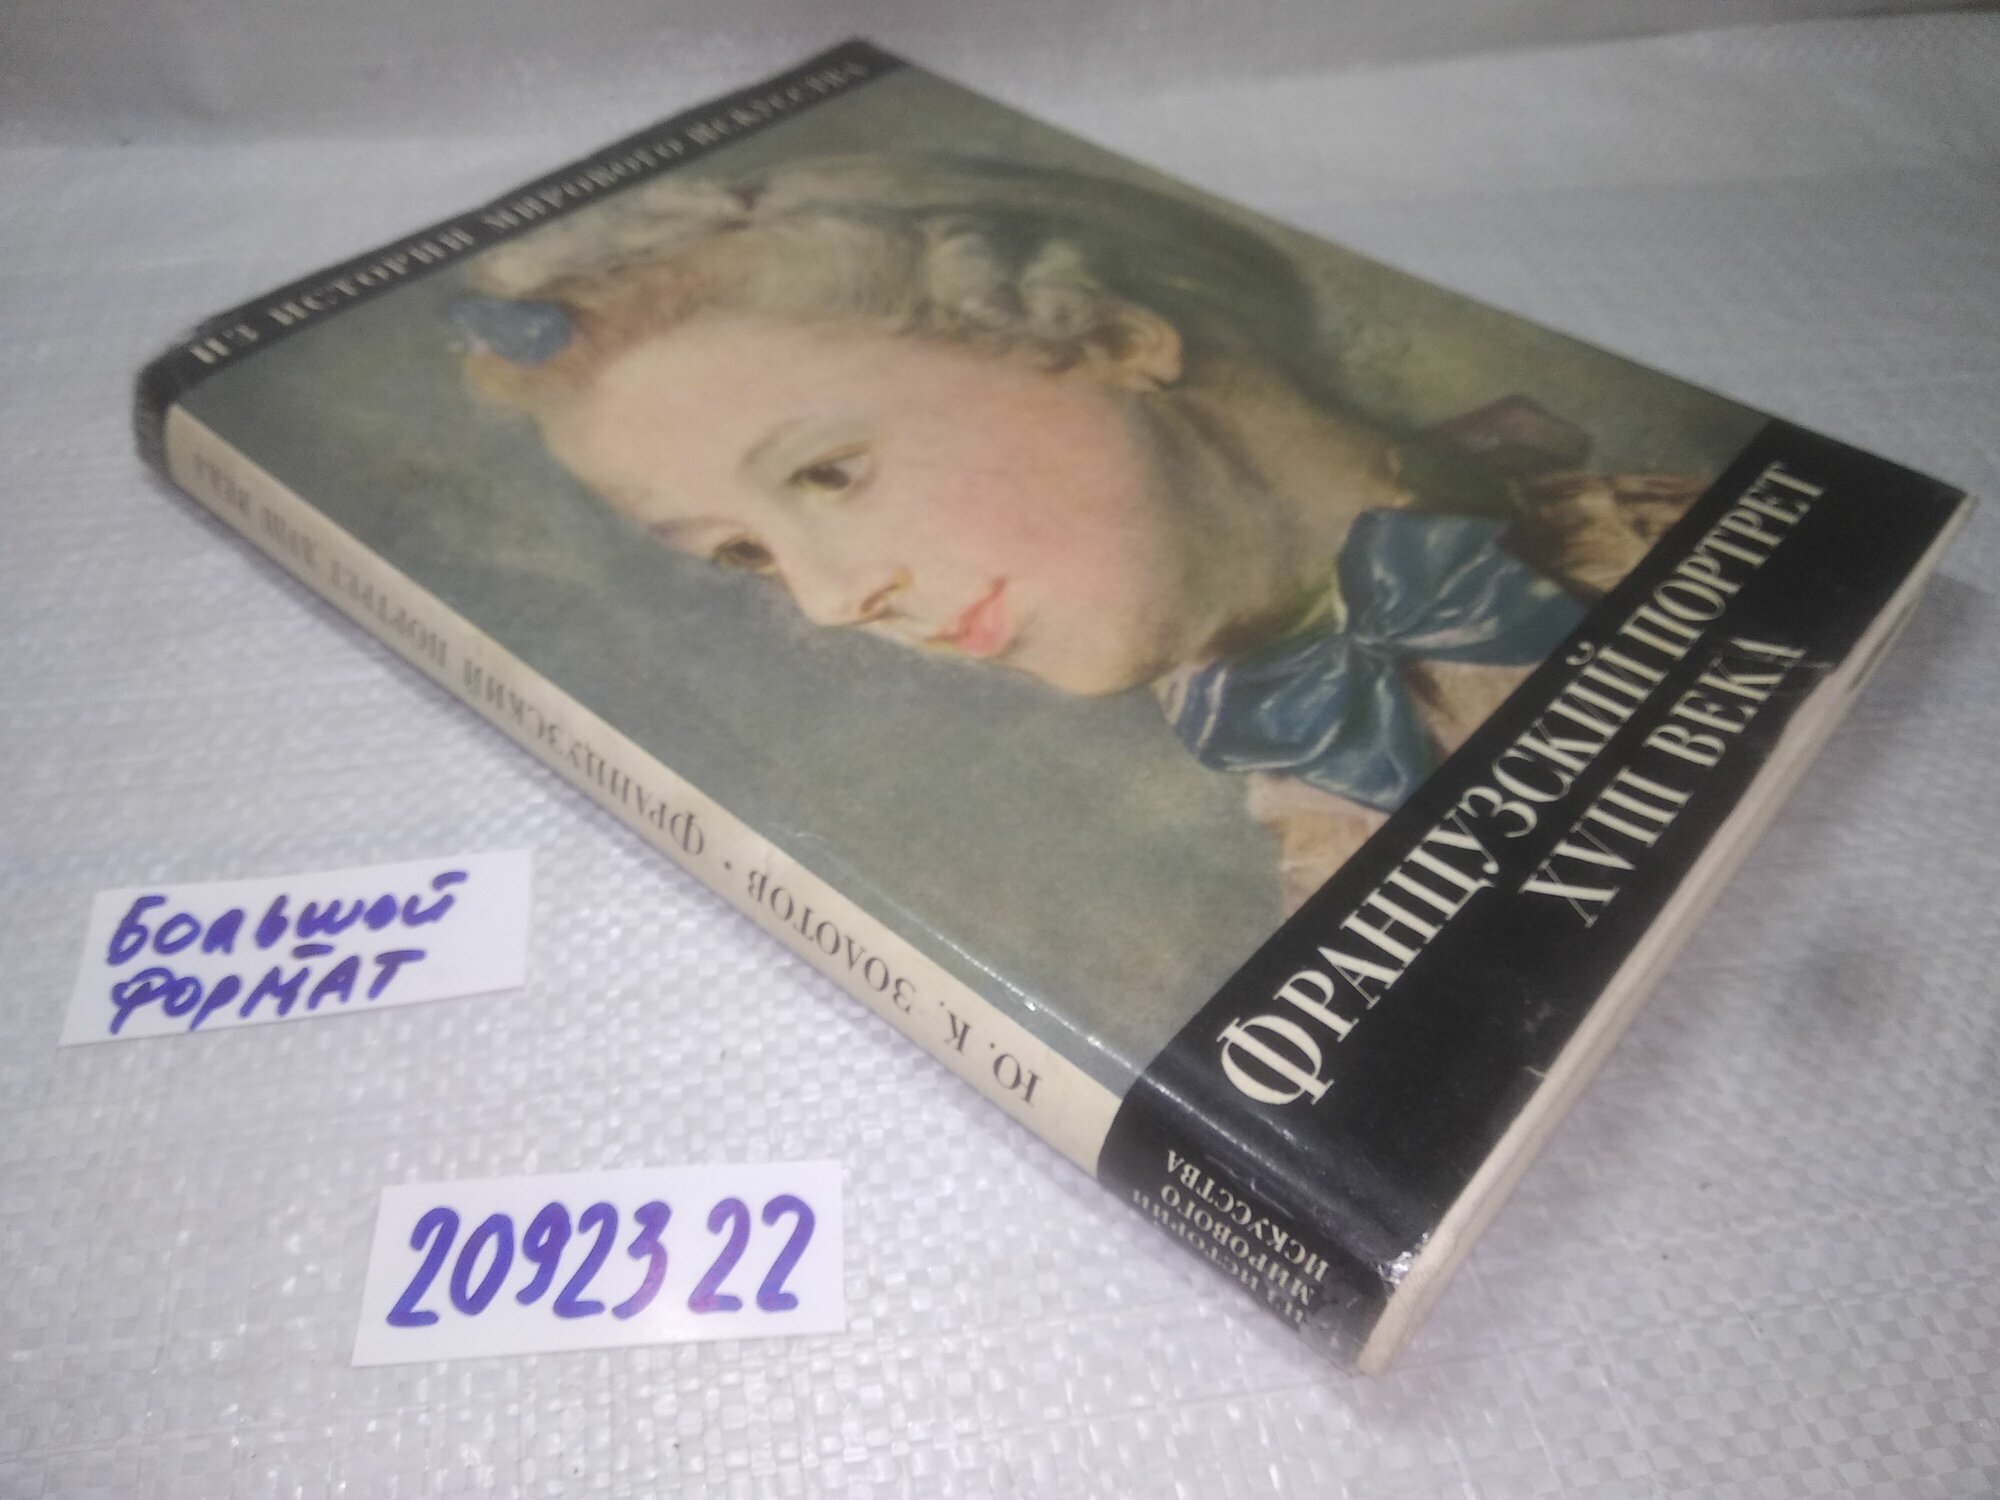 ИЗ ИСТОРИИ МИРОВОГО ИСКУССТВА
ФРАНЦУЗСКИЙ ПОРТРЕТ
XVIII ВЕКА
Ю. К. ЗОЛОТОВ · ФРАНЦУЗСКИЙ ПОРТРЕТ XVIII ВЕКА
ИЗ ИСТОРИИ
МИРОВОГО
ИСКУССТВА
БОЛЬШОЙ
ФОРМАТ
2092322